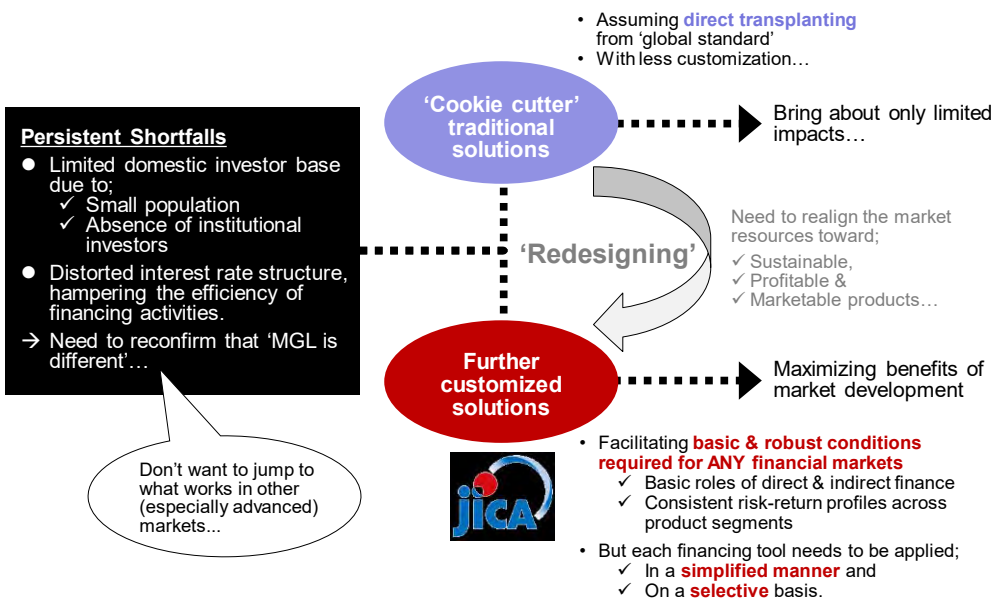 • Assuming direct transplanting
from ‘global standard’
• With less customization…
‘Cookie cutter’
traditional
solutions
Bring about only limited
impacts…
Persistent Shortfalls
● Limited domestic investor base
due to;
✓ Small population
✓ Absence of institutional
investors
● Distorted interest rate structure,
hampering the efficiency of
financing activities.
→ Need to reconfirm that ‘MGL is
different’…
‘Redesigning’
Need to realign the market
resources toward;
✓ Sustainable,
✓ Profitable &
✓ Marketable products…
Further
customized
solutions
Maximizing benefits of
market development
Don’t want to jump to
what works in other
(especially advanced)
markets...
jica
• Facilitating basic & robust conditions
required for ANY financial markets
✓ Basic roles of direct & indirect finance
✓ Consistent risk-return profiles across
product segments
• But each financing tool needs to be applied;
✓ In a simplified manner and
✓ On a selective basis.